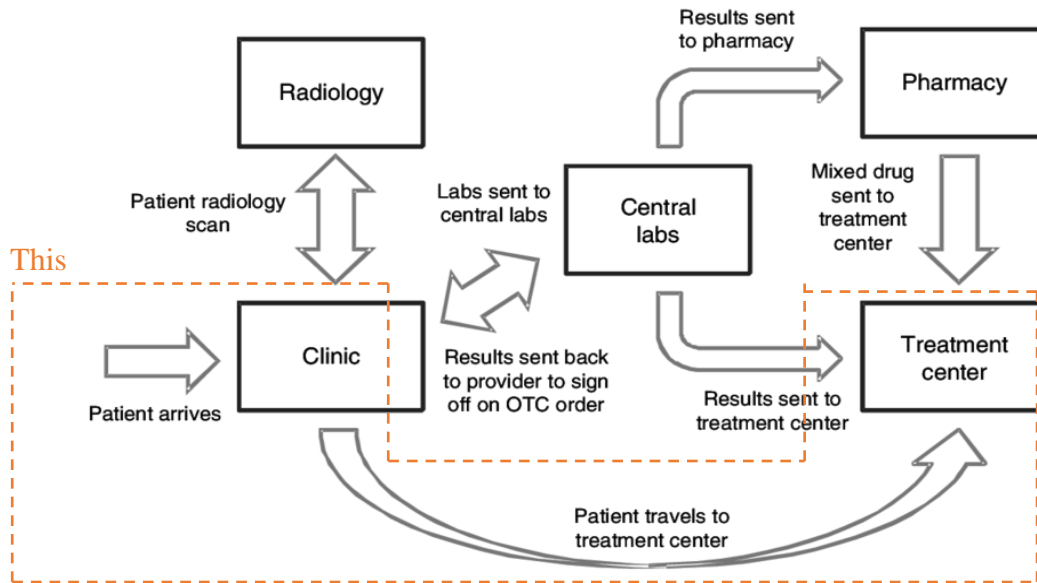 Results sent
to pharmacy
Radiology
Pharmacy
Patient radiology
scan
Labs sent to
central labs
Central
labs
Mixed drug
sent to
treatment
center
This
Clinic
Patient arrives
Results sent back
to provider to sign
off on OTC order
Treatment
center
Results sent to
treatment center
Patient travels to
treatment center